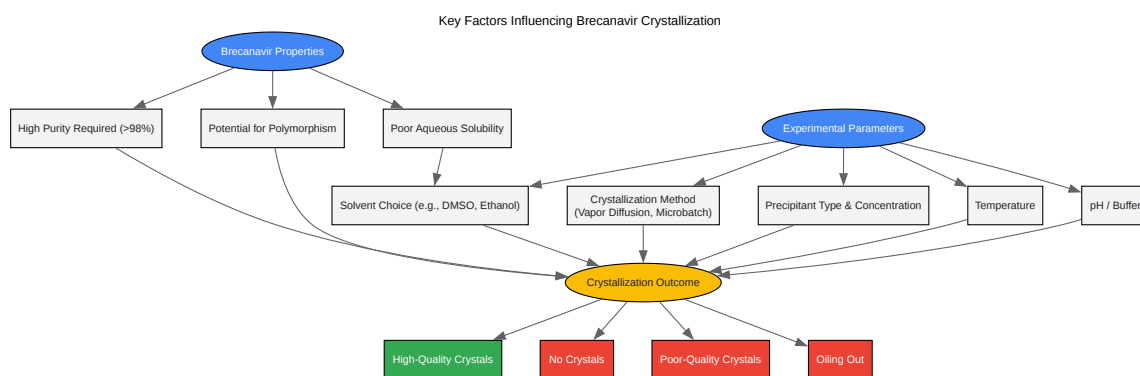 Key Factors Influencing Brecanavir Crystallization
Brecanavir Properties
High Purity Required (>98%)
Potential for Polymorphism
Poor Aqueous Solubility
Experimental Parameters
Solvent Choice (e.g., DMSO, Ethanol)
Crystallization Method
(Vapor Diffusion, Microbatch)
Precipitant Type & Concentration
Temperature
pH / Buffer
Crystallization Outcome
High-Quality Crystals
No Crystals
Poor-Quality Crystals
Oiling Out